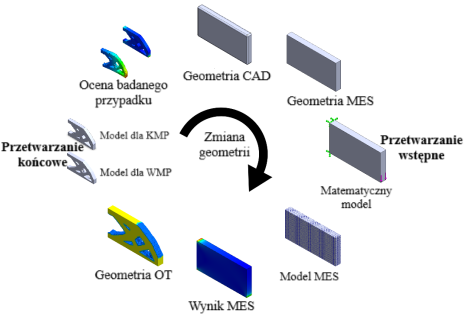 Geometria CAD
Geometria MES
Przetwarzanie
wstępne
Matematyczny
model
Model MES
Wynik MES
Geometria OT
Przetwarzanie
końcowe
Model dla KMP
Model dla WMP
Ocena badanego
przypadku
Zmiana
geometrii